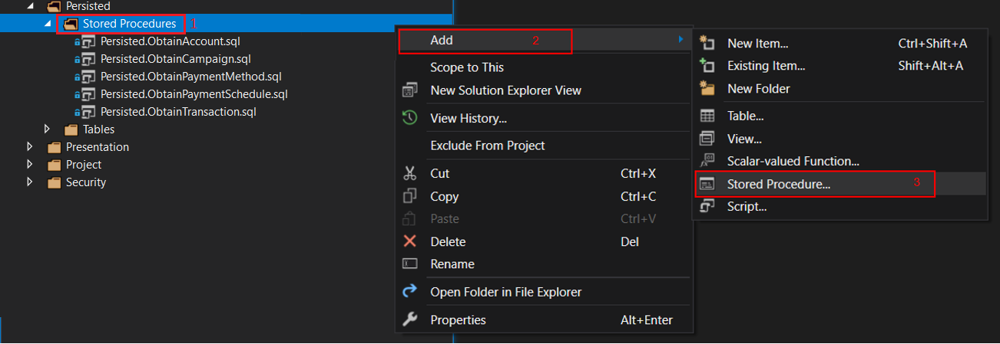 Persisted
Stored Procedures 1
Persisted.ObtainAccount.sql
Persisted.ObtainCampaign.sql
Persisted.ObtainPaymentMethod.sql
Persisted.ObtainPaymentSchedule.sql
Persisted.ObtainTransaction.sql
Tables
Presentation
Project
Security
Add 2
Scope to This
New Solution Explorer View
View History...
Exclude From Project
Cut Ctrl+X
Copy Ctrl+C
Paste Ctrl+V
Delete Del
Rename
Open Folder in File Explorer
Properties Alt+Enter
New Item... Ctrl+Shift+A
Existing Item... Shift+Alt+A
New Folder
Table...
View...
Scalar-valued Function...
Stored Procedure... 3
Script...